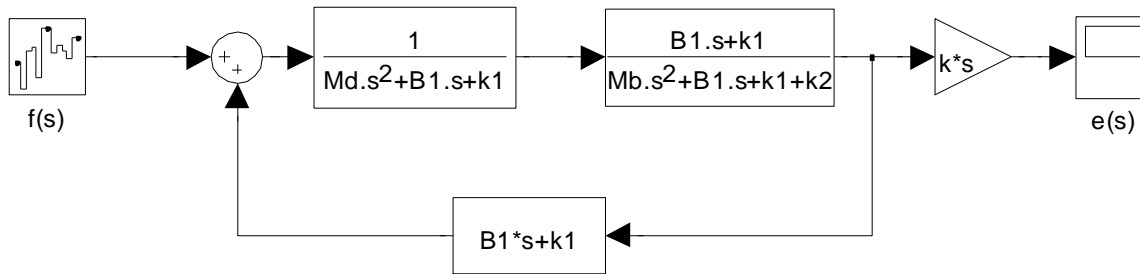 f(s)
+
+
1
Md.s²+B1.s+k1
B1.s+k1
Mb.s²+B1.s+k1+k2
k*s
e(s)
B1*s+k1